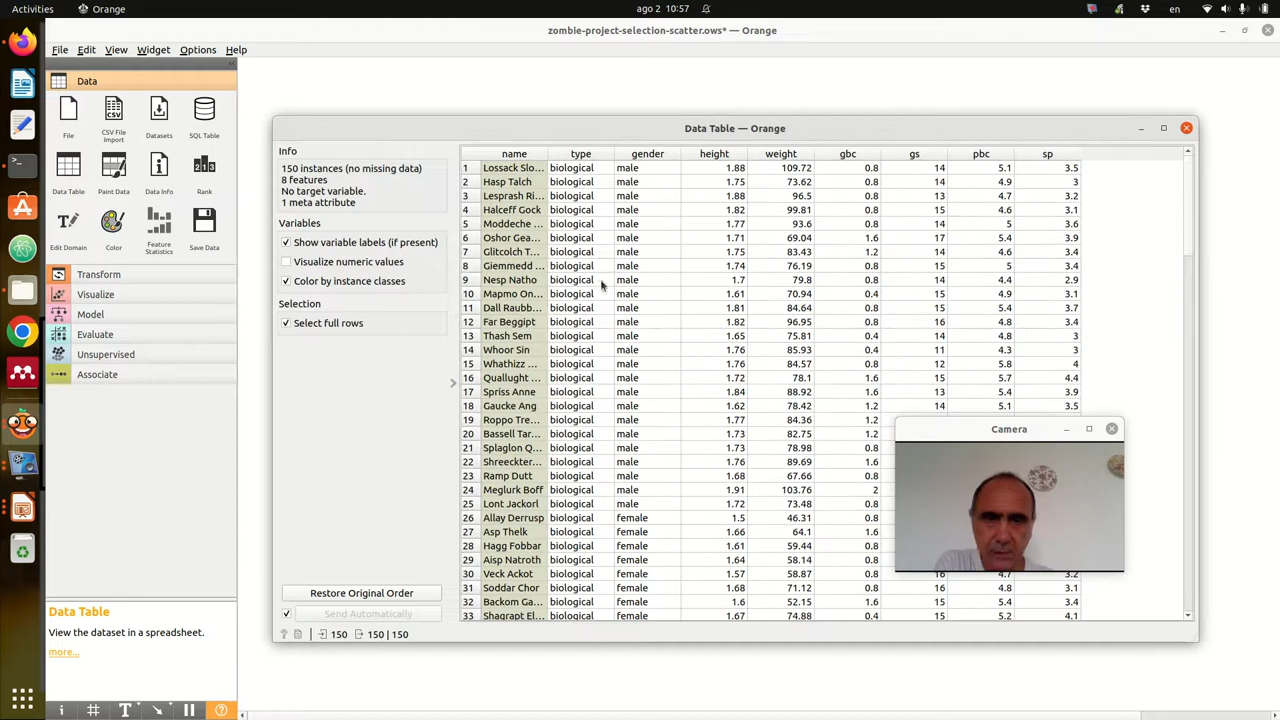 Activities Orange ago 2 10:57 en
zombie-project-selection-scatter.ows* — Orange
File Edit View Widget Options Help
Data
File CSV File Import Datasets SQL Table
Data Table Paint Data Data Info Rank
Edit Domain Color Feature Statistics Save Data
Transform
Visualize
Model
Evaluate
Unsupervised
Associate
Data Table
View the dataset in a spreadsheet.
more...
Data Table — Orange
Info
150 instances (no missing data)
8 features
No target variable.
1 meta attribute
Variables
Show variable labels (if present)
Visualize numeric values
Color by instance classes
Selection
Select full rows
Restore Original Order
Send Automatically
150 150 | 150
name type gender height weight gbc gs pbc sp
1 Lossack Slo... biological male 1.88 109.72 0.8 14 5.1 3.5
2 Hasp Talch biological male 1.75 73.62 0.8 14 4.9 3
3 Lesprash Ri... biological male 1.88 96.5 0.8 13 4.7 3.2
4 Halceff Gock biological male 1.82 99.81 0.8 15 4.6 3.1
5 Moddeche ... biological male 1.77 93.6 0.8 14 5 3.6
6 Oshor Gea... biological male 1.71 69.04 1.6 17 5.4 3.9
7 Glitcolch T... biological male 1.75 83.43 1.2 14 4.6 3.4
8 Giemmedd ... biological male 1.74 76.19 0.8 15 5 3.4
9 Nesp Natho biological male 1.7 79.8 0.8 14 4.4 2.9
10 Mapmo On... biological male 1.61 70.94 0.4 15 4.9 3.1
11 Dall Raubb... biological male 1.81 84.64 0.8 15 5.4 3.7
12 Far Beggipt biological male 1.82 96.95 0.8 16 4.8 3.4
13 Thash Sem biological male 1.65 75.81 0.4 14 4.8 3
14 Whoor Sin biological male 1.76 85.93 0.4 11 4.3 3
15 Whathizz ... biological male 1.76 84.57 0.8 12 5.8 4
16 Quallught ... biological male 1.72 78.1 1.6 15 5.7 4.4
17 Spriss Anne biological male 1.84 88.92 1.6 13 5.4 3.9
18 Gaucke Ang biological male 1.62 78.42 1.2 14 5.1 3.5
19 Roppo Tre... biological male 1.77 84.36 1.2
20 Bassell Tar... biological male 1.73 82.75 1.2
21 Splaglon Q... biological male 1.73 78.98 0.8
22 Shreeckter... biological male 1.76 89.69 1.6
23 Ramp Dutt biological male 1.68 67.66 0.8
24 Meglurk Boff biological male 1.91 103.76 2
25 Lont Jackorl biological male 1.72 73.48 0.8
26 Allay Derrusp biological female 1.5 46.31 0.8
27 Asp Thelk biological female 1.66 64.1 1.6
28 Hagg Fobbar biological female 1.61 59.44 0.8
29 Aisp Natroth biological female 1.64 58.14 0.8
30 Veck Ackot biological female 1.57 58.87 0.8 16 4.7 3.2
31 Soddar Chor biological female 1.68 71.12 0.8 16 4.8 3.1
32 Backom Ga... biological female 1.6 52.15 1.6 15 5.4 3.4
33 Shaqrapt El... biological female 1.67 74.88 0.4 15 5.2 4.1
Camera